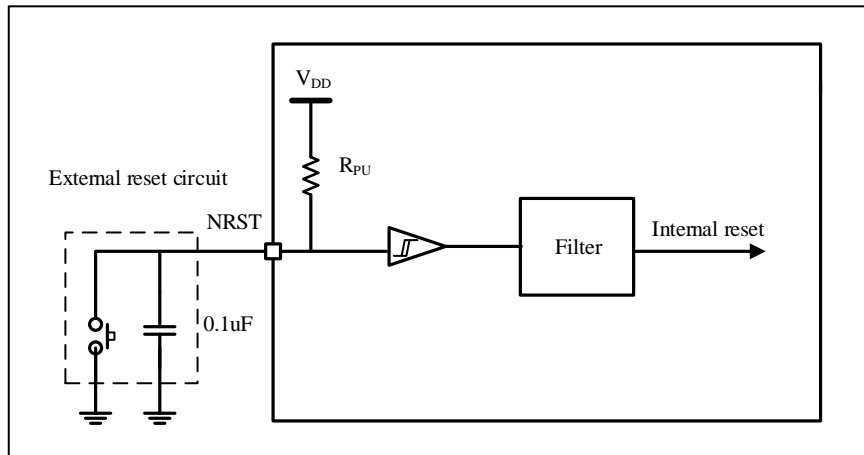 VDD
RPU
External reset circuit
NRST
Filter
Internal reset
0.1uF